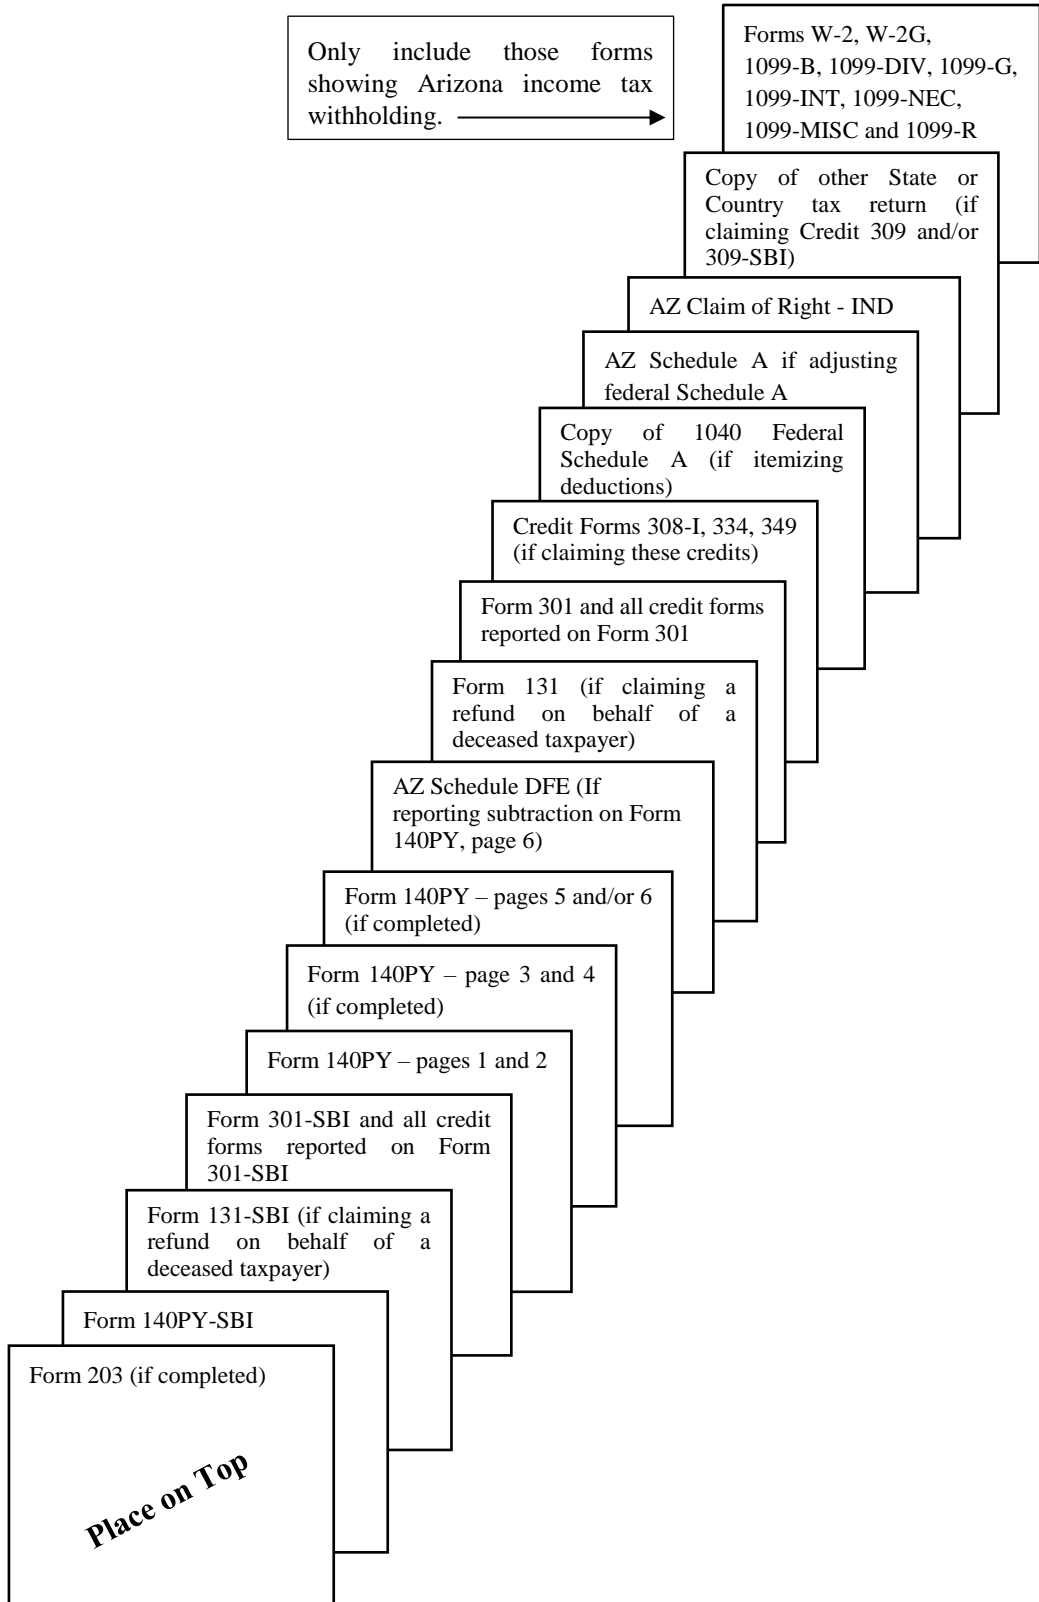 Only include those forms
showing Arizona income tax
withholding.
Forms W-2, W-2G,
1099-B, 1099-DIV, 1099-G,
1099-INT, 1099-NEC,
1099-MISC and 1099-R
Copy of other State or
Country tax return (if
claiming Credit 309 and/or
309-SBI)
AZ Claim of Right - IND
AZ Schedule A if adjusting
federal Schedule A
Copy of 1040 Federal
Schedule A (if itemizing
deductions)
Credit Forms 308-I, 334, 349
(if claiming these credits)
Form 301 and all credit forms
reported on Form 301
Form 131 (if claiming a
refund on behalf of a
deceased taxpayer)
AZ Schedule DFE (If
reporting subtraction on Form
140PY, page 6)
Form 140PY – pages 5 and/or 6
(if completed)
Form 140PY – page 3 and 4
(if completed)
Form 140PY – pages 1 and 2
Form 301-SBI and all credit
forms reported on Form
301-SBI
Form 131-SBI (if claiming a
refund on behalf of a
deceased taxpayer)
Form 140PY-SBI
Form 203 (if completed)
Place on Top